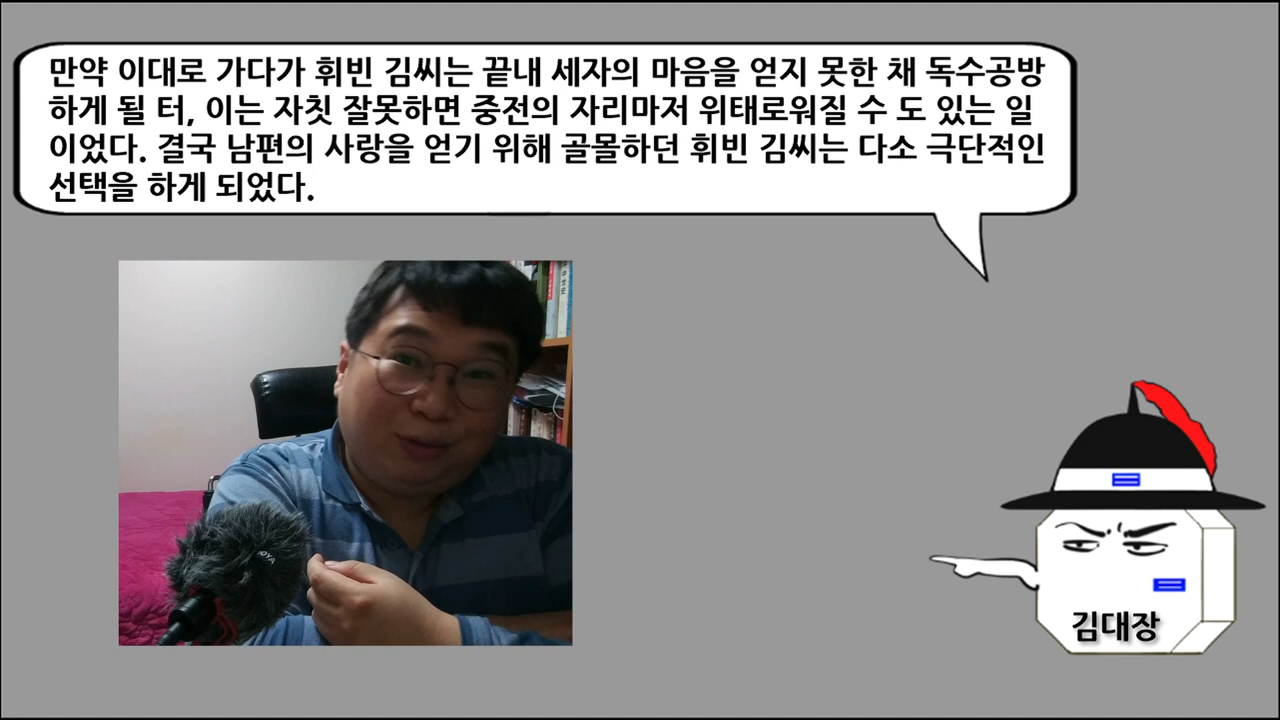 만약 이대로 가다가 휘빈 김씨는 끝내 세자의 마음을 얻지 못한 채 독수공방
하게 될 터, 이는 자칫 잘못하면 중전의 자리마저 위태로워질 수 도 있는 일
이었다. 결국 남편의 사랑을 얻기 위해 골몰하던 휘빈 김씨는 다소 극단적인
선택을 하게 되었다.
BOYA
김대장